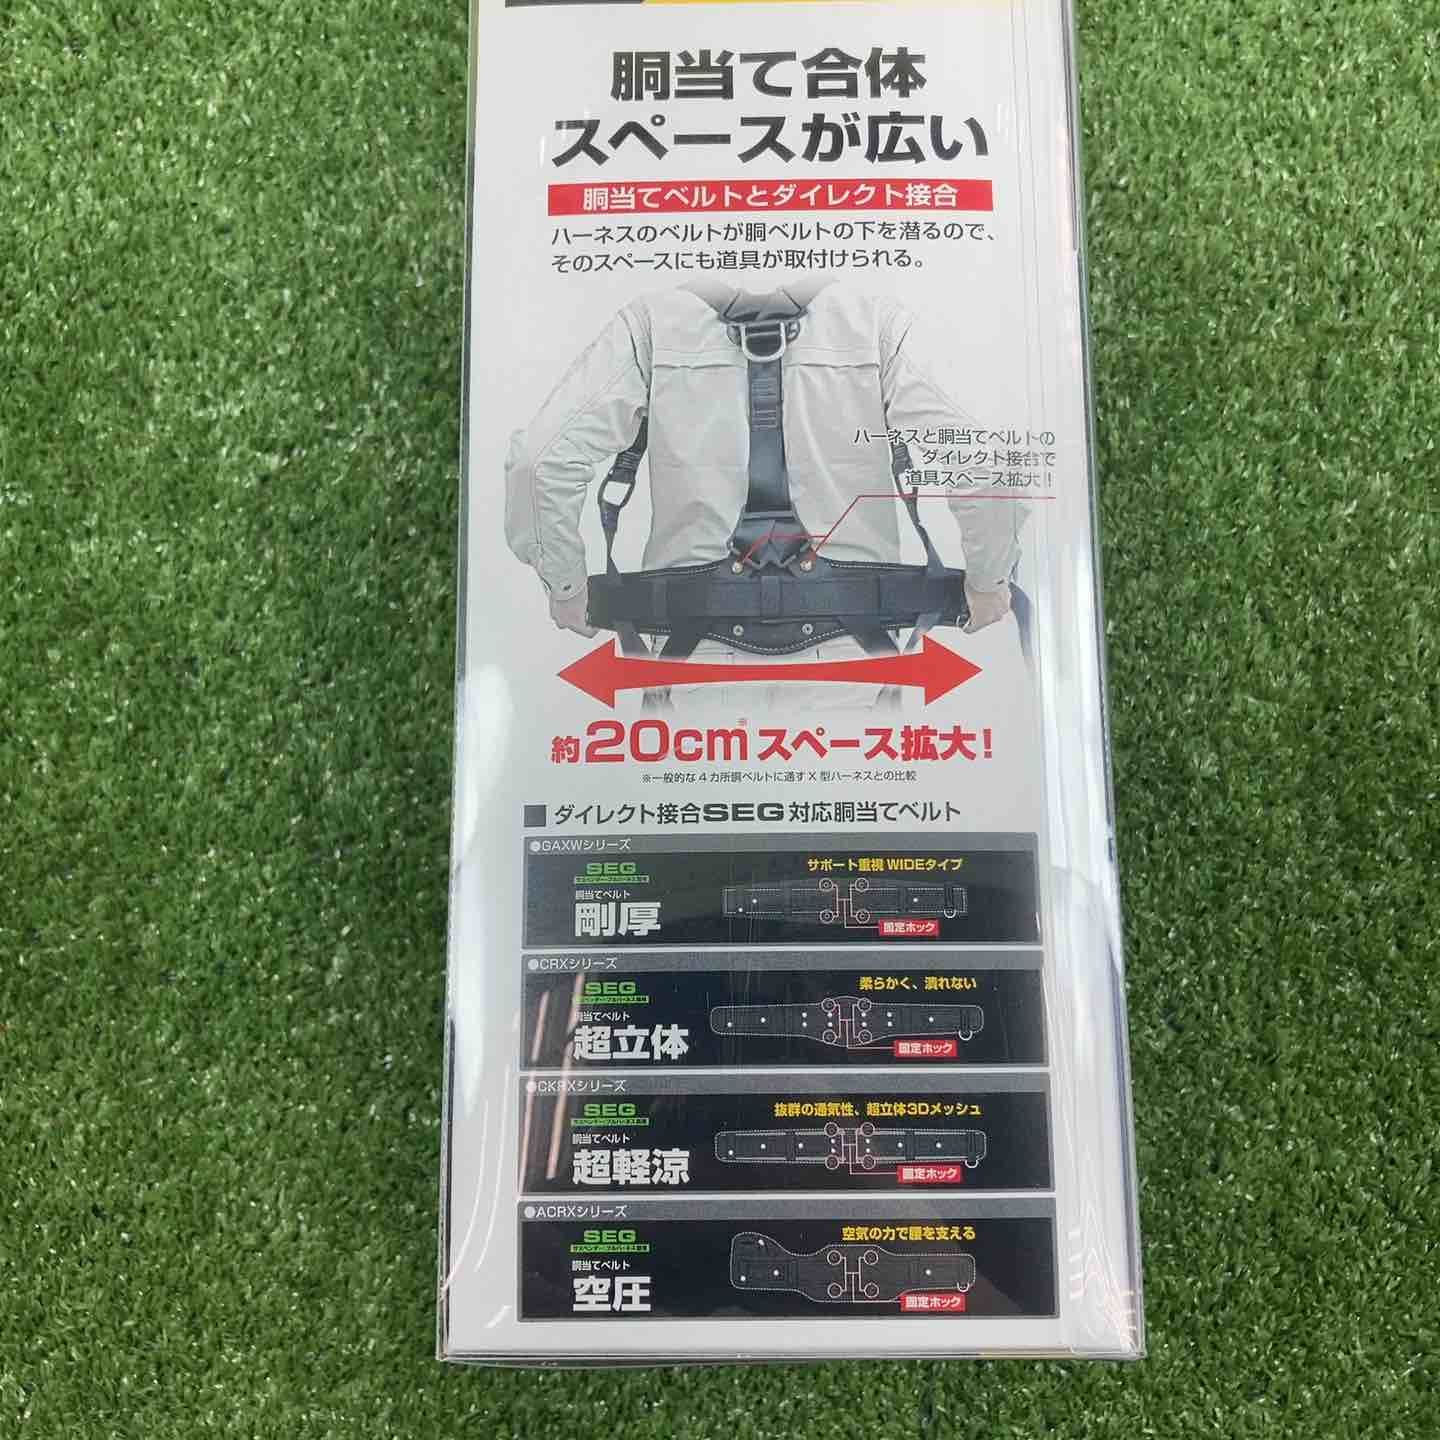 胴当て合体
スペースが広い
胴当てベルトとダイレクト接合
ハーネスのベルトが胴ベルトの下を潜るので、
そのスペースにも道具が取付けられる。
ハーネスと胴当てベルトの
ダイレクト接合で
道具スペース拡大!
約20cm※スペース拡大!
※一般的な4カ所胴ベルトに通すX型ハーネスとの比較
■ダイレクト接合SEG対応胴当てベルト
●GAXWシリーズ
SEG
サポート重視 WIDEタイプ
胴当てベルト
剛厚
固定ホック
●CRXシリーズ
SEG
柔らかく、潰れない
胴当てベルト
超立体
固定ホック
●CKRXシリーズ
SEG
抜群の通気性、超立体3Dメッシュ
胴当てベルト
超軽涼
固定ホック
●ACRXシリーズ
SEG
空気の力で腰を支える
胴当てベルト
空圧
固定ホック